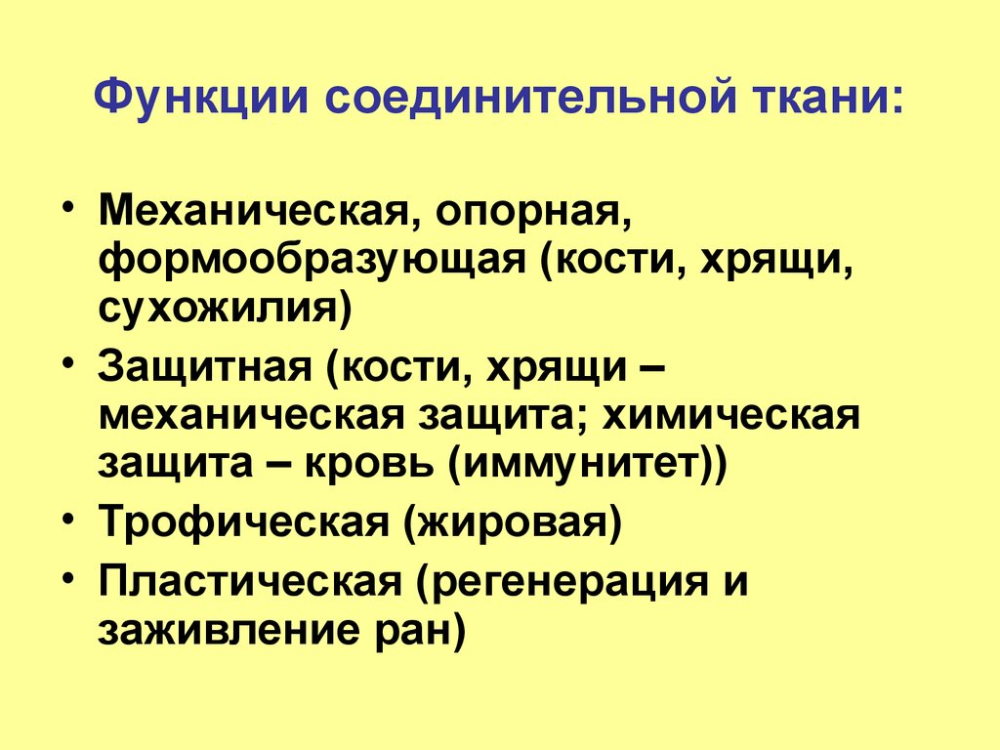 Функции соединительной ткани:
• Механическая, опорная,
формообразующая (кости, хрящи,
сухожилия)
• Защитная (кости, хрящи –
механическая защита; химическая
защита – кровь (иммунитет))
• Трофическая (жировая)
• Пластическая (регенерация и
заживление ран)